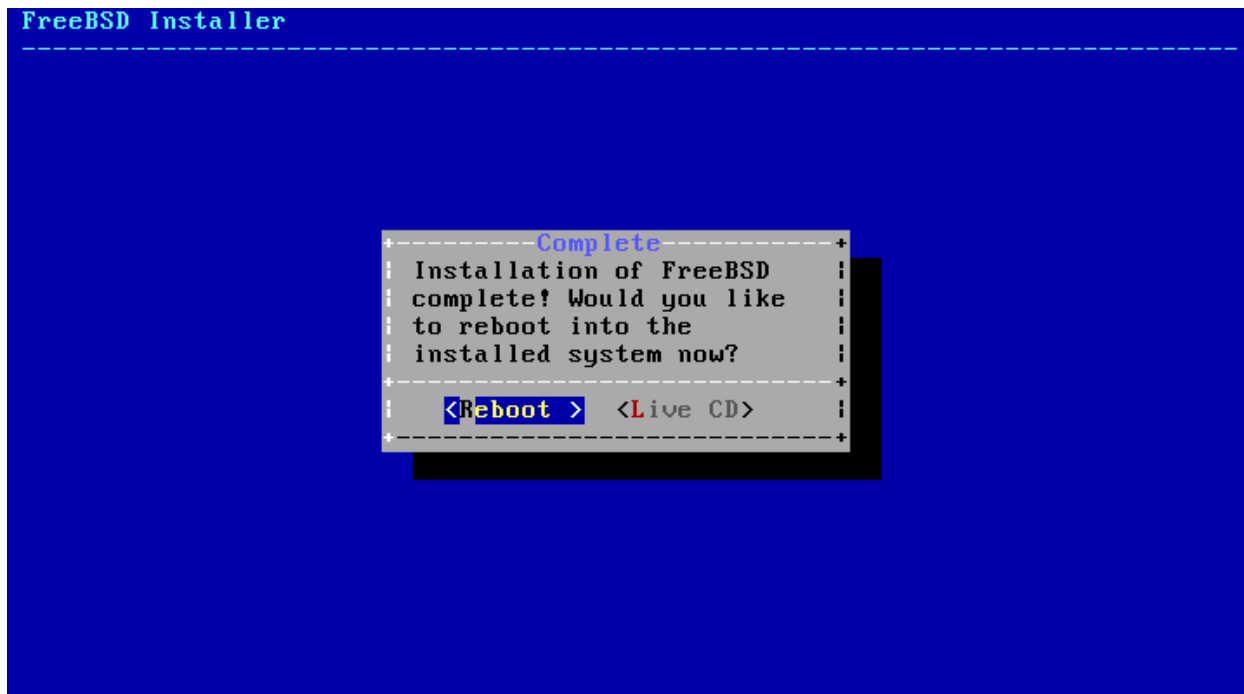 FreeBSD Installer
Complete
Installation of FreeBSD
complete! Would you like
to reboot into the
installed system now?
<Reboot > <Live CD>